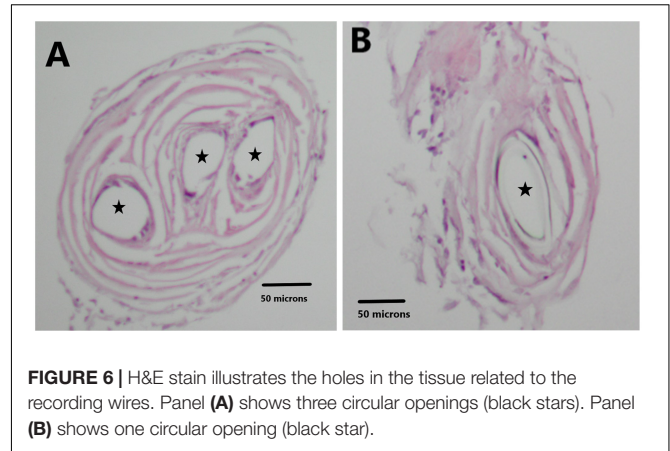 A
B
50 microns
50 microns
FIGURE 6 | H&E stain illustrates the holes in the tissue related to the
recording wires. Panel (A) shows three circular openings (black stars). Panel
(B) shows one circular opening (black star).